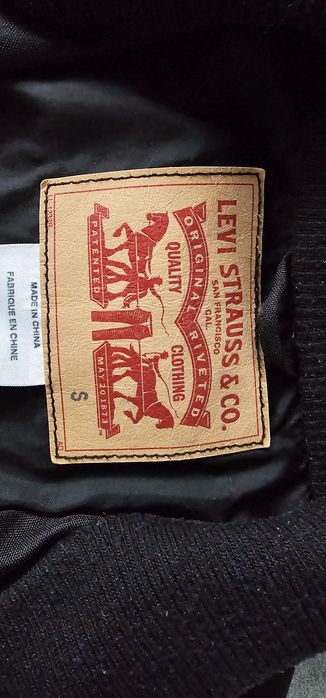 LEVI STRAUSS & CO.
SAN FRANCISCO
CAL.
ORIGINAL RIVETED
QUALITY CLOTHING
PATENTED MAY 20 1873
S
MADE IN CHINA
FABRIQUE EN CHINE